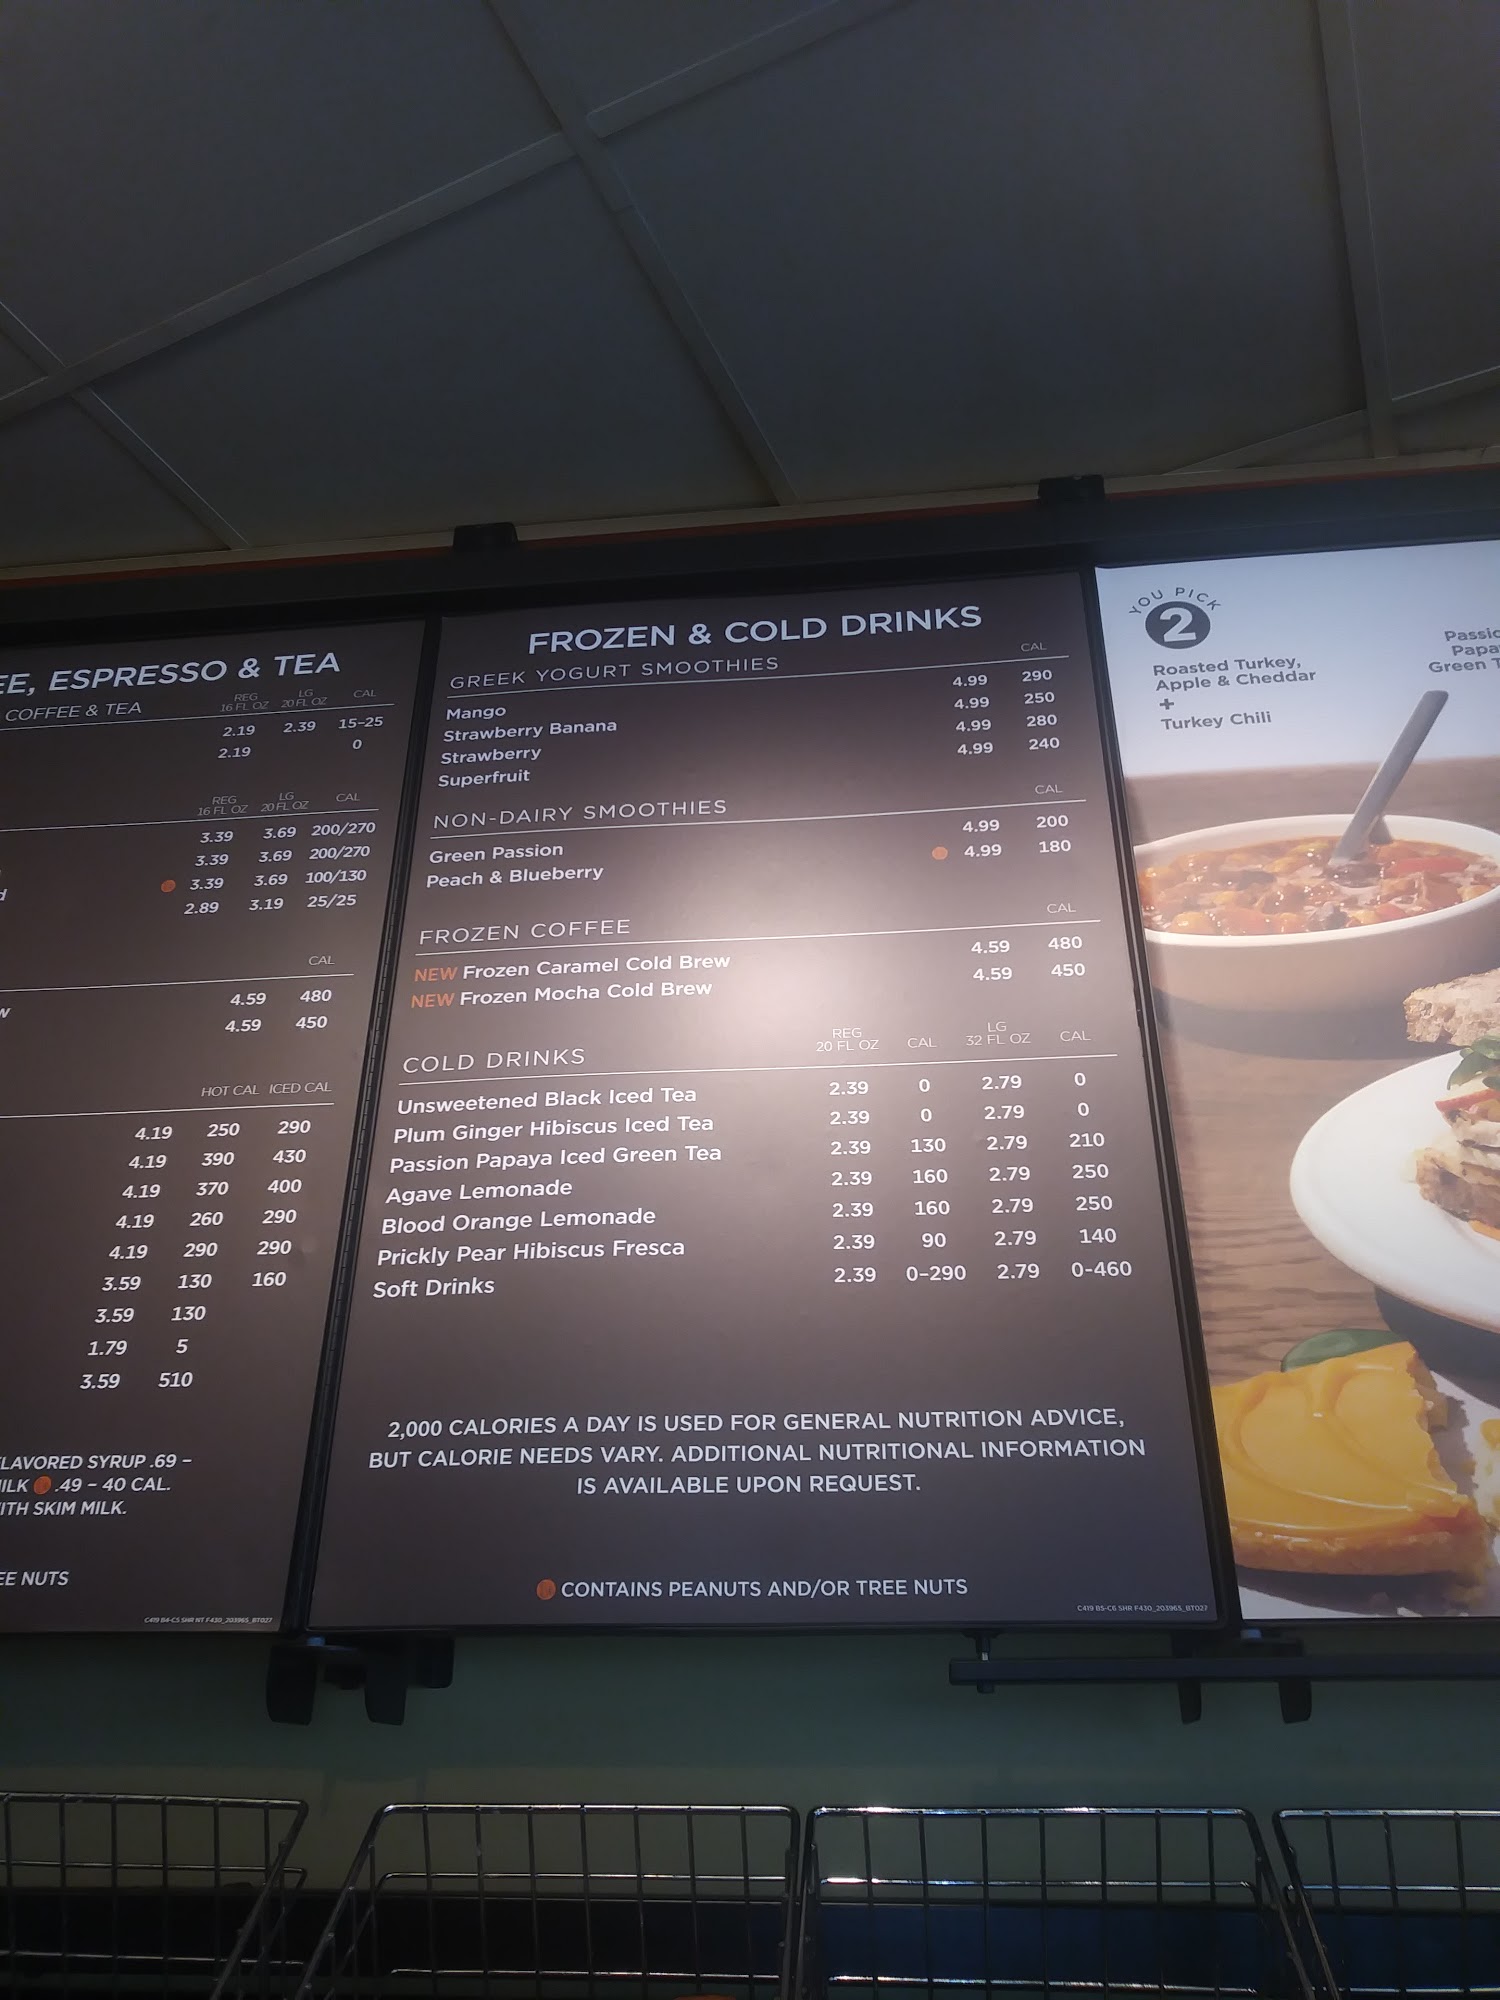 EE, ESPRESSO & TEA
COFFEE & TEA REG 16 FL OZ LG 20 FL OZ CAL
2.19 2.39 15-25
2.19 0
REG 16 FL OZ LG 20 FL OZ CAL
3.39 3.69 200/270
3.39 3.69 200/270
d 3.39 3.69 100/130
2.89 3.19 25/25
CAL
w 4.59 480
4.59 450
HOT CAL ICED CAL
4.19 250 290
4.19 390 430
4.19 370 400
4.19 260 290
4.19 290 290
3.59 130 160
3.59 130
1.79 5
3.59 510
LAVORED SYRUP .69 –
ILK .49 – 40 CAL.
ITH SKIM MILK.
EE NUTS
C419 B4-C5 SHR NT F430_203965_BT027
FROZEN & COLD DRINKS
GREEK YOGURT SMOOTHIES CAL
Mango 4.99 290
Strawberry Banana 4.99 250
Strawberry 4.99 280
Superfruit 4.99 240
NON-DAIRY SMOOTHIES CAL
Green Passion 4.99 200
Peach & Blueberry 4.99 180
FROZEN COFFEE CAL
NEW Frozen Caramel Cold Brew 4.59 480
NEW Frozen Mocha Cold Brew 4.59 450
COLD DRINKS REG 20 FL OZ CAL LG 32 FL OZ CAL
Unsweetened Black Iced Tea 2.39 0 2.79 0
Plum Ginger Hibiscus Iced Tea 2.39 0 2.79 0
Passion Papaya Iced Green Tea 2.39 130 2.79 210
Agave Lemonade 2.39 160 2.79 250
Blood Orange Lemonade 2.39 160 2.79 250
Prickly Pear Hibiscus Fresca 2.39 90 2.79 140
Soft Drinks 2.39 0–290 2.79 0-460
2,000 CALORIES A DAY IS USED FOR GENERAL NUTRITION ADVICE,
BUT CALORIE NEEDS VARY. ADDITIONAL NUTRITIONAL INFORMATION
IS AVAILABLE UPON REQUEST.
CONTAINS PEANUTS AND/OR TREE NUTS
C419 B5-C6 SHR F430_203965_BT027
YOU PICK
2
Roasted Turkey,
Apple & Cheddar
+
Turkey Chili
Passio
Papa
Green T